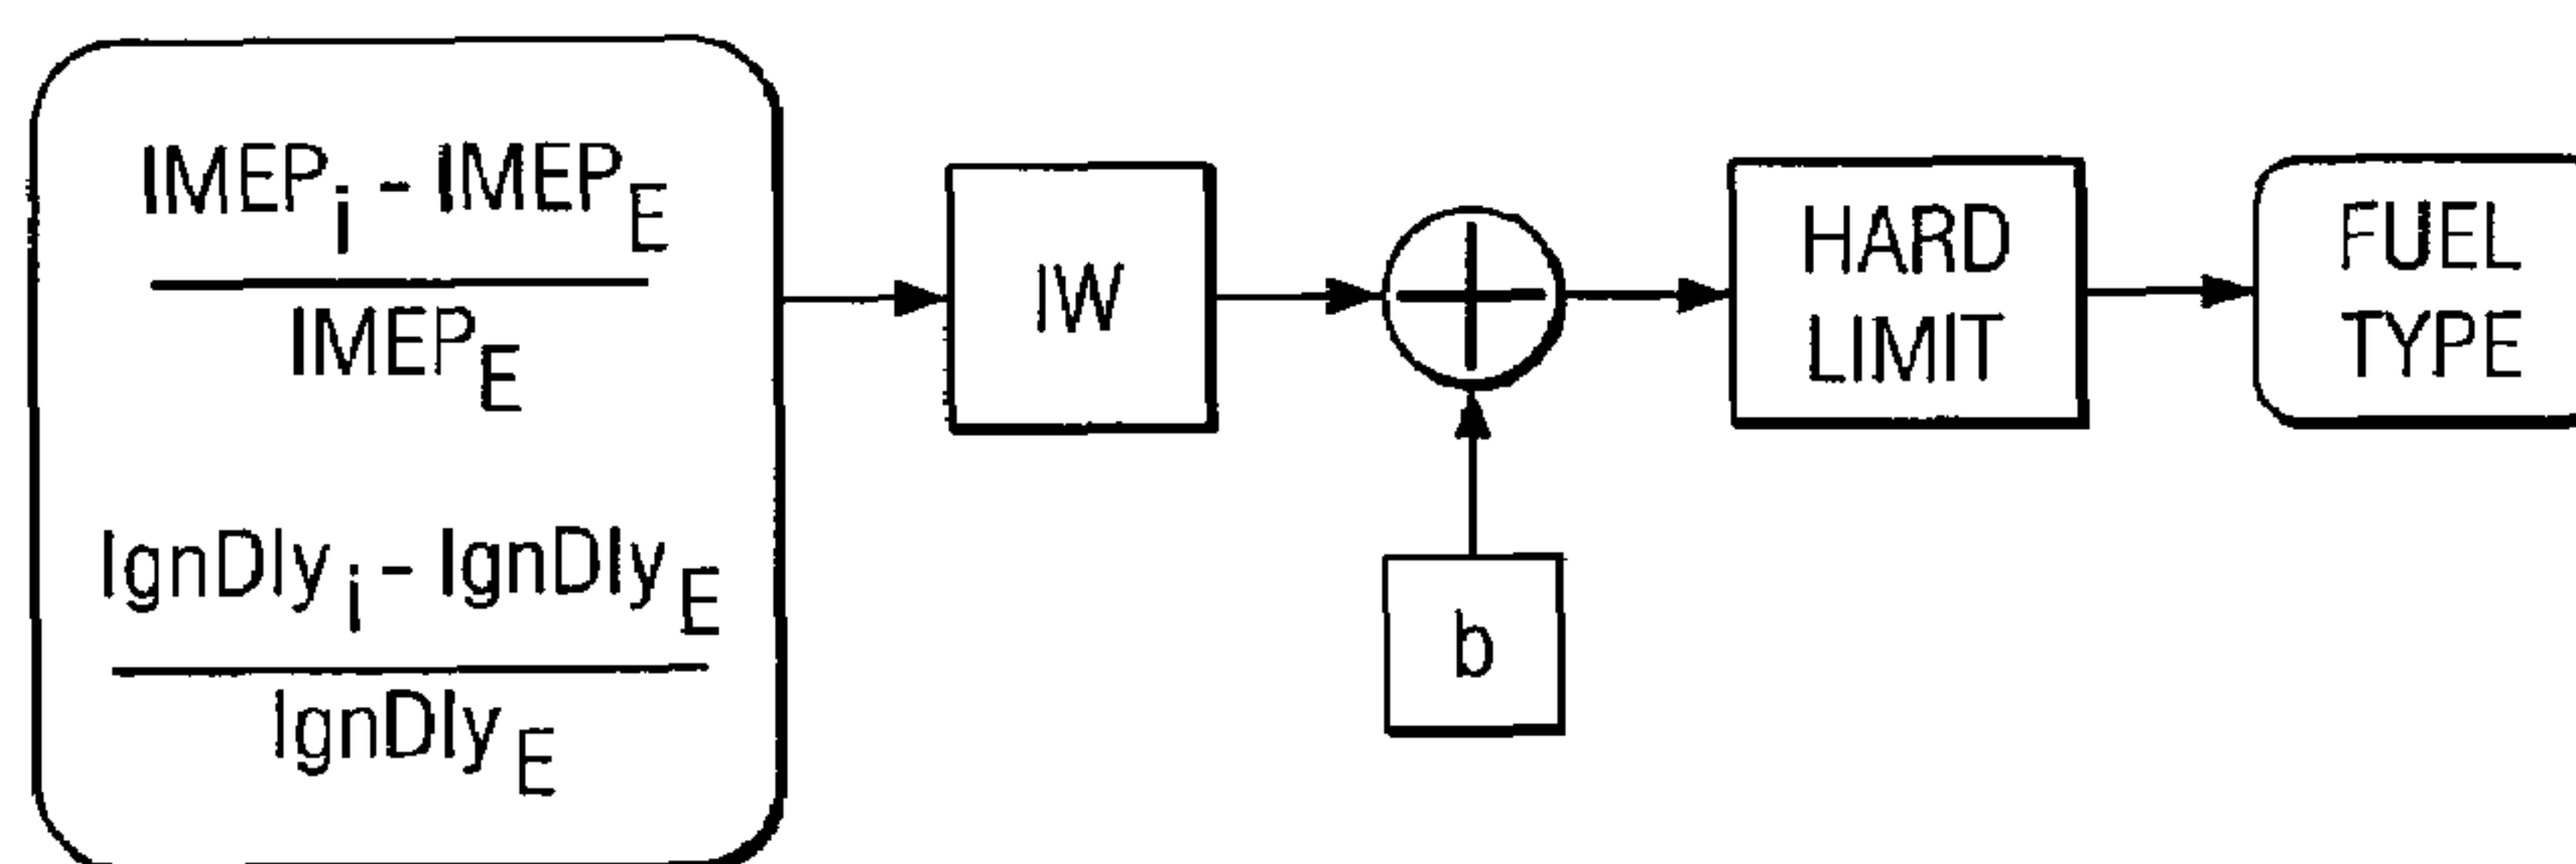 IMEPi - IMEPE
IMEPE
IgnDlyi - IgnDlyE
IgnDlyE
IW
b
HARD
LIMIT
FUEL
TYPE